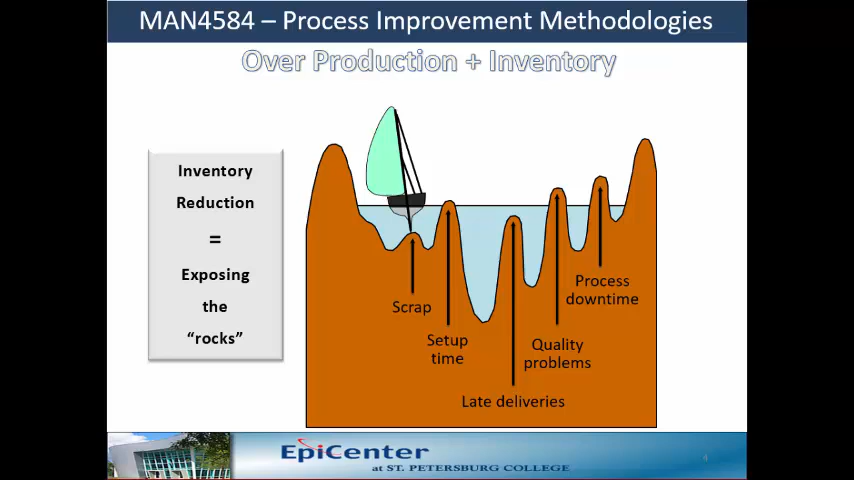 MAN4584 – Process Improvement Methodologies
Over Production + Inventory
Inventory
Reduction
=
Exposing
the
“rocks”
Scrap
Setup
time
Late deliveries
Quality
problems
Process
downtime
EpiCenter
at ST. PETERSBURG COLLEGE
4